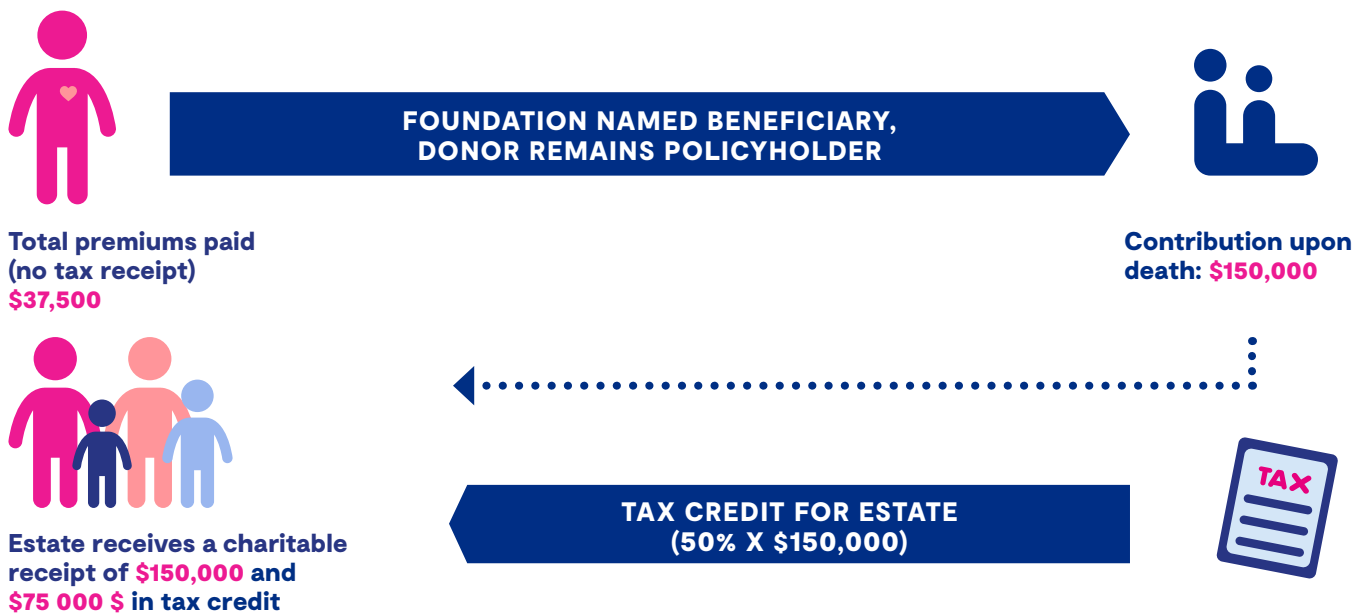 FOUNDATION NAMED BENEFICIARY,
DONOR REMAINS POLICYHOLDER
Total premiums paid
(no tax receipt)
$37,500
Contribution upon
death: $150,000
TAX CREDIT FOR ESTATE
(50% X $150,000)
TAX
Estate receives a charitable
receipt of $150,000 and
$75 000 $ in tax credit